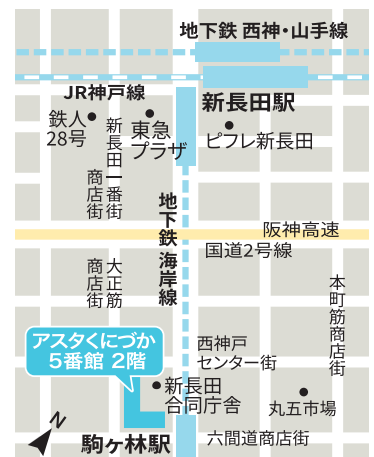 地下鉄 西神・山手線
JR神戸線
新長田駅
鉄人
28号
東急
プラザ
ピフレ新長田
新長田一番街
商店街
地下鉄 海岸線
阪神高速
国道2号線
大正筋
商店街
本町筋商店街
アスタくにづか
5番館 2階
西神戸
センター街
新長田
合同庁舎
丸五市場
N
駒ヶ林駅
六間道商店街